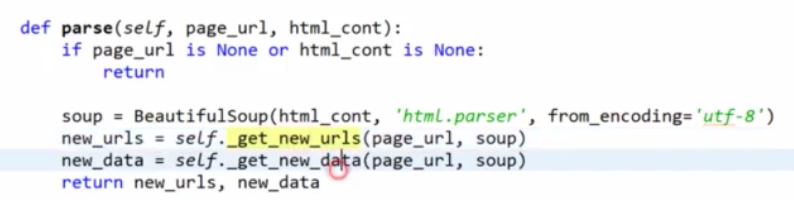 def parse(self, page_url, html_cont):
    if page_url is None or html_cont is None:
        return
    soup = BeautifulSoup(html_cont, 'html.parser', from_encoding='utf-8')
    new_urls = self._get_new_urls(page_url, soup)
    new_data = self._get_new_data(page_url, soup)
    return new_urls, new_data